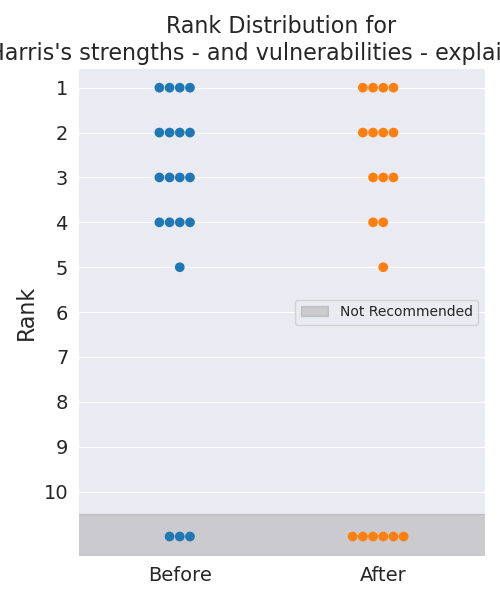 Rank Distribution for
Harris's strengths - and vulnerabilities - explai
1
2
3
4
5
6
7
8
9
10
Rank
Not Recommended
Before
After